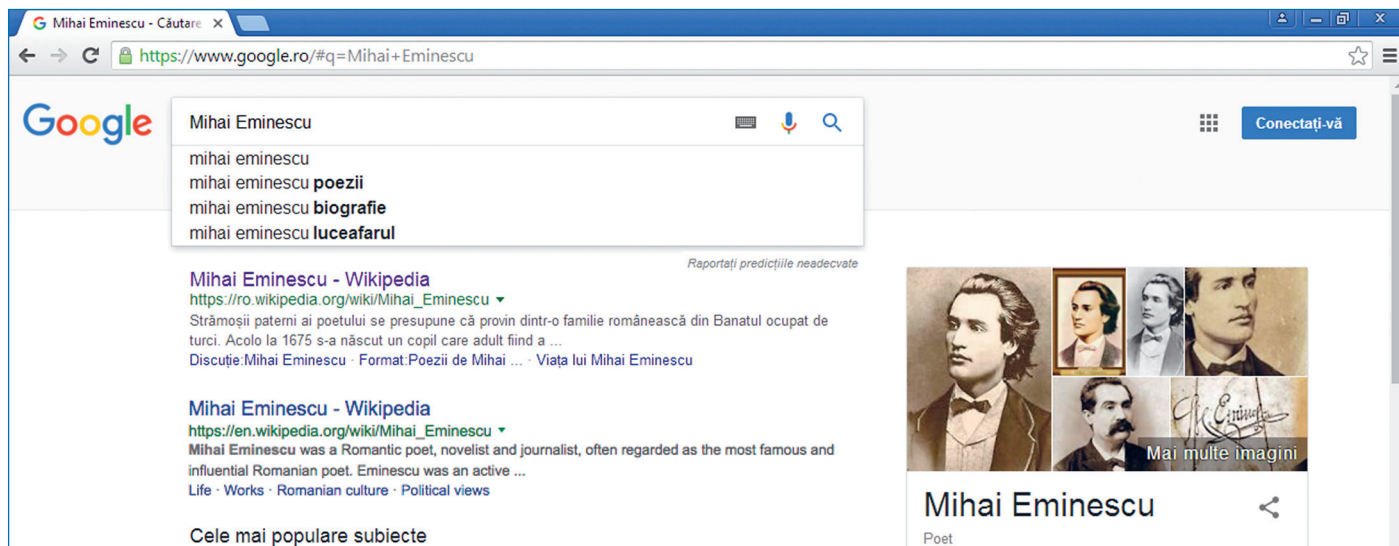 Mihai Eminescu - Căutare
https://www.google.ro/#q=Mihai+Eminescu
Google
Mihai Eminescu
Conectați-vă
mihai eminescu
mihai eminescu poezii
mihai eminescu biografie
mihai eminescu luceafarul
Raportați predicțiile neadecvate
Mihai Eminescu - Wikipedia
https://ro.wikipedia.org/wiki/Mihai_Eminescu
Strămoșii paterni ai poetului se presupune că provin dintr-o familie românească din Banatul ocupat de
turci. Acolo la 1675 s-a născut un copil care adult fiind a ...
Discuție:Mihai Eminescu · Format:Poezii de Mihai ... · Viața lui Mihai Eminescu
Mihai Eminescu - Wikipedia
https://en.wikipedia.org/wiki/Mihai_Eminescu
Mihai Eminescu was a Romantic poet, novelist and journalist, often regarded as the most famous and
influential Romanian poet. Eminescu was an active ...
Life · Works · Romanian culture · Political views
Cele mai populare subiecte
Mai multe imagini
Mihai Eminescu
Poet